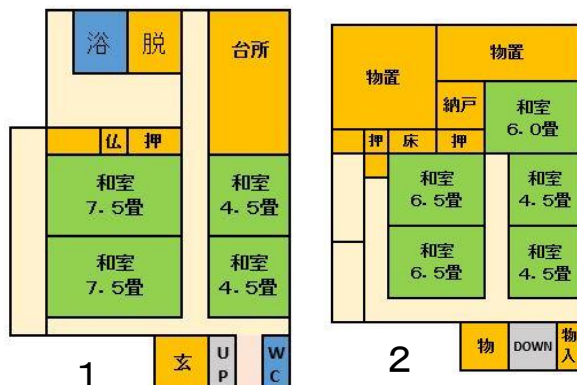 浴
脱
台所
仏
押
和室
7.5畳
和室
4.5畳
和室
7.5畳
和室
4.5畳
玄
UP
WC
1
物置
物置
納戸
和室
6.0畳
押
床
押
和室
6.5畳
和室
4.5畳
和室
6.5畳
和室
4.5畳
物
DOWN
物入
2